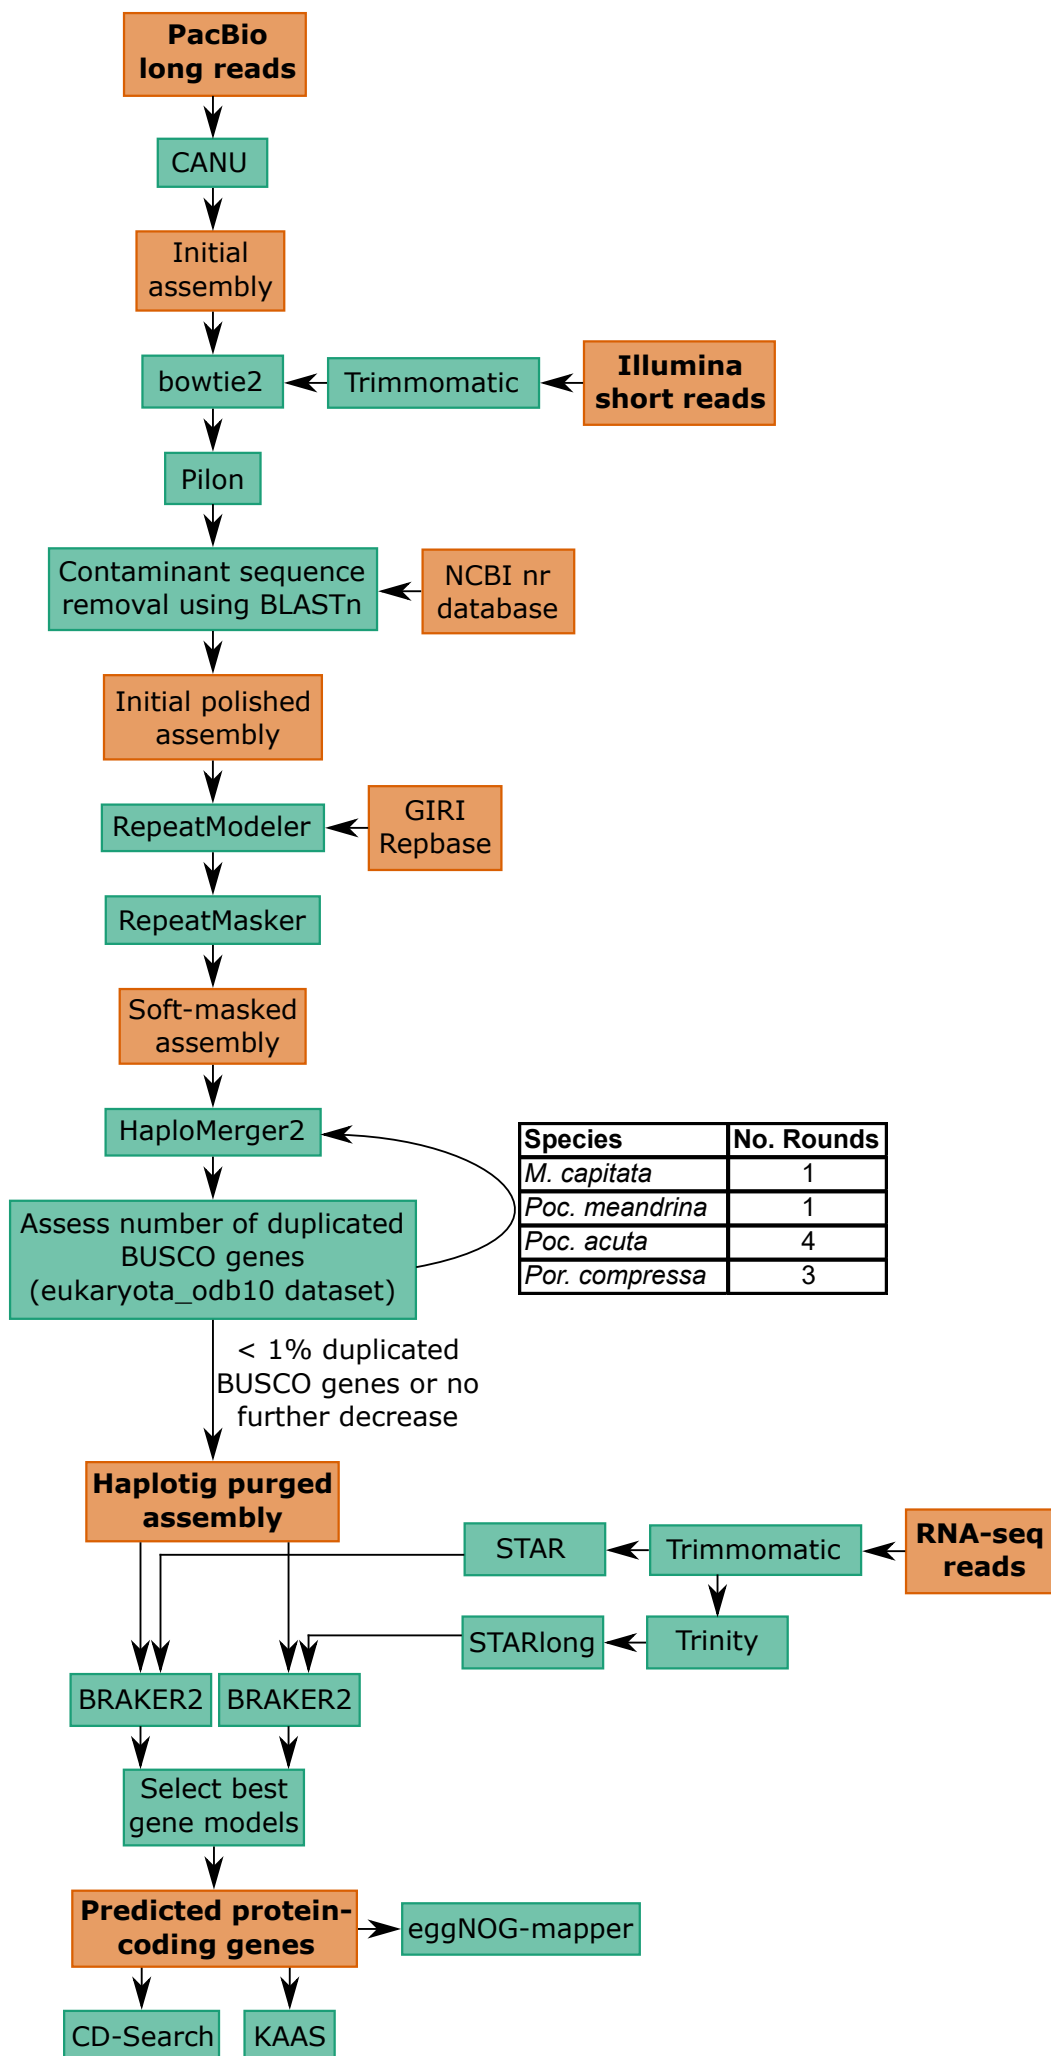 PacBio
long reads
CANU
Initial
assembly
bowtie2
Trimmomatic
Illumina
short reads
Pilon
Contaminant sequence
removal using BLASTn
NCBI nr
database
Initial polished
assembly
RepeatModeler
GIRI
Repbase
RepeatMasker
Soft-masked
assembly
HaploMerger2
Species No. Rounds
M. capitata 1
Poc. meandrina 1
Poc. acuta 4
Por. compressa 3
Assess number of duplicated
BUSCO genes
(eukaryota_odb10 dataset)
< 1% duplicated
BUSCO genes or no
further decrease
Haplotig purged
assembly
STAR
Trimmomatic
RNA-seq
reads
STARlong
Trinity
BRAKER2
BRAKER2
Select best
gene models
Predicted protein-
coding genes
eggNOG-mapper
CD-Search
KAAS